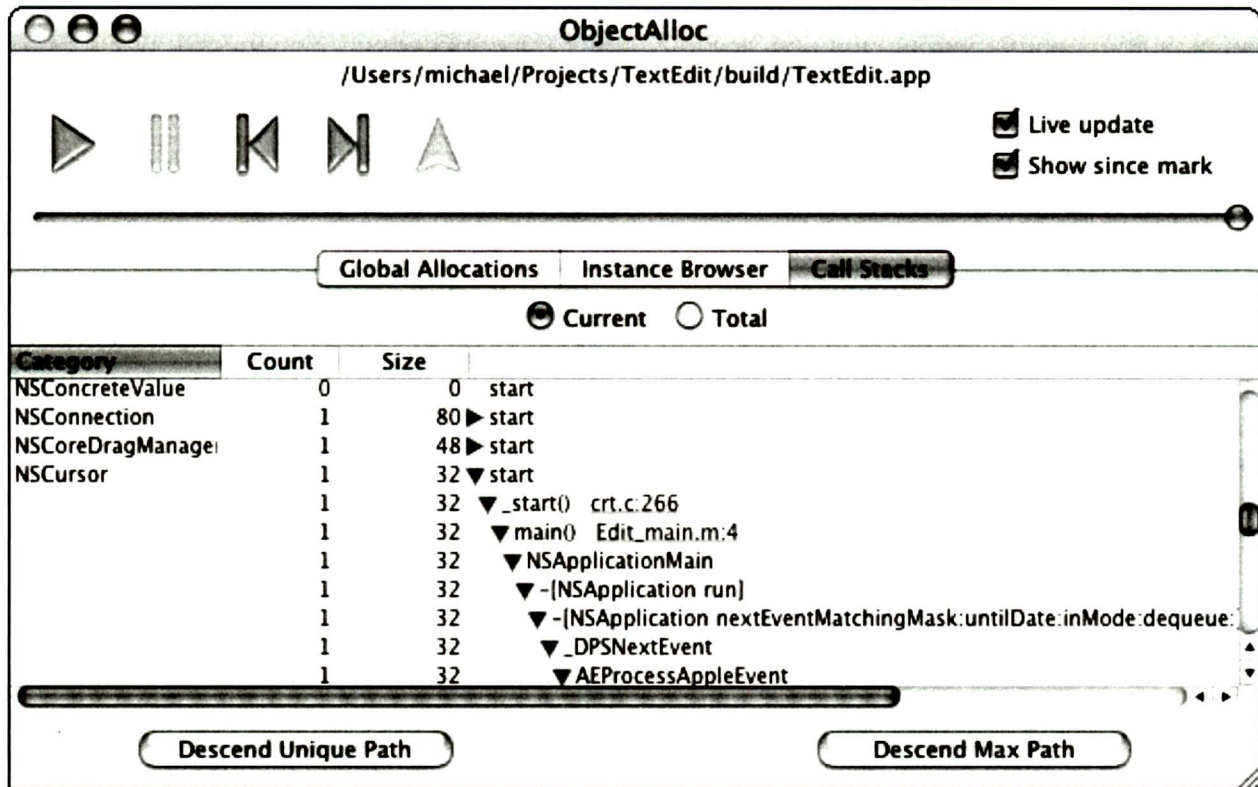 ObjectAlloc
/Users/michael/Projects/TextEdit/build/TextEdit.app
Live update
Show since mark
Global Allocations Instance Browser Call Stacks
Current Total
Category Count Size
NSConcreteValue 0 0 start
NSConnection 1 80 start
NSCoreDragManager 1 48 start
NSCursor 1 32 start
1 32 _start() crt.c:266
1 32 main() Edit_main.m:4
1 32 NSApplicationMain
1 32 -[NSApplication run]
1 32 -[NSApplication nextEventMatchingMask:untilDate:inMode:dequeue:
1 32 _DPSNextEvent
1 32 AEProcessAppleEvent
Descend Unique Path Descend Max Path